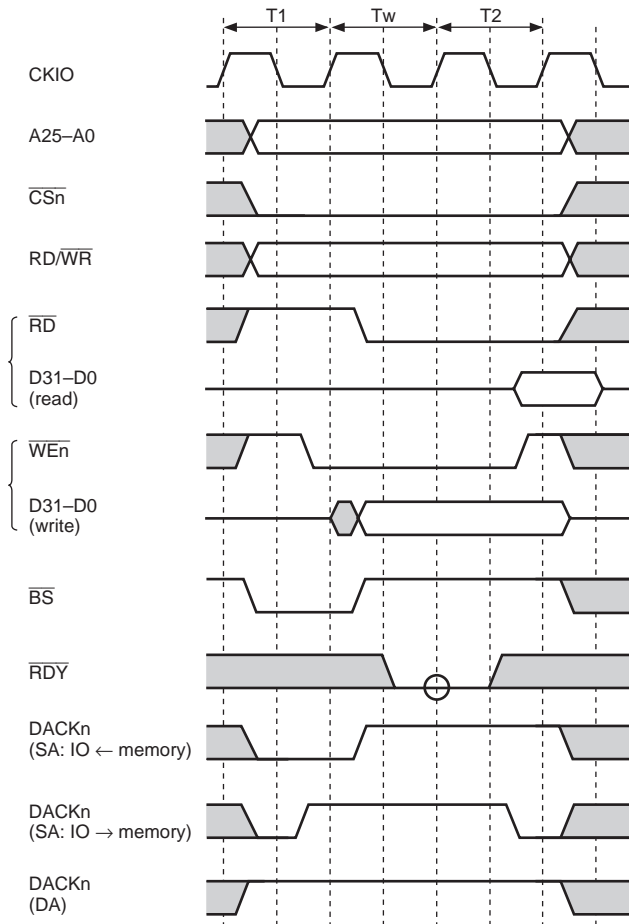 T1 Tw T2
CKIO
A25–A0
CSn
RD/WR
RD
D31–D0
(read)
WEn
D31–D0
(write)
BS
RDY
DACKn
(SA: IO ← memory)
DACKn
(SA: IO → memory)
DACKn
(DA)